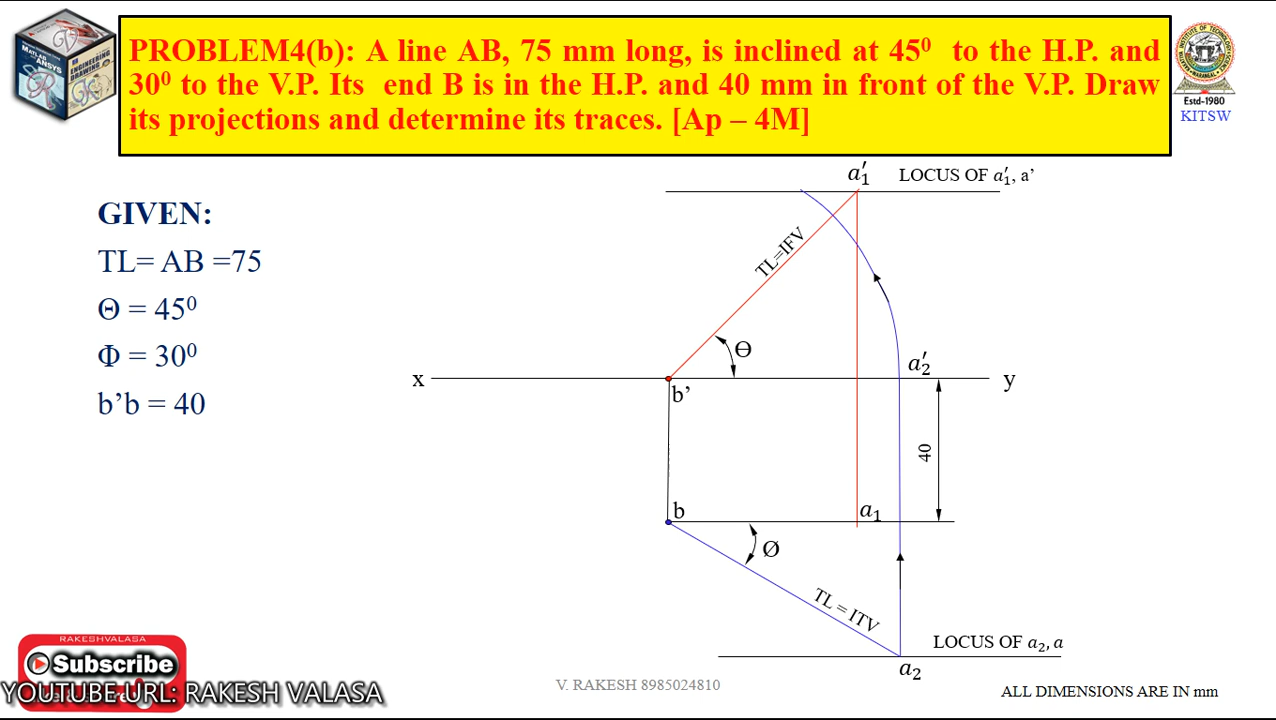 PROBLEM4(b): A line AB, 75 mm long, is inclined at 45⁰ to the H.P. and
30⁰ to the V.P. Its end B is in the H.P. and 40 mm in front of the V.P. Draw
its projections and determine its traces. [Ap – 4M]
Estd-1980
KITSW
GIVEN:
TL= AB =75
Θ = 45⁰
Φ = 30⁰
b’b = 40
a₁′
LOCUS OF a₁′, a’
TL=IFV
Θ
a₂′
x
y
b’
40
b
a₁
Ø
TL = ITV
LOCUS OF a₂, a
a₂
RAKESHVALASA
Subscribe
YOUTUBE URL: RAKESH VALASA
V. RAKESH 8985024810
ALL DIMENSIONS ARE IN mm